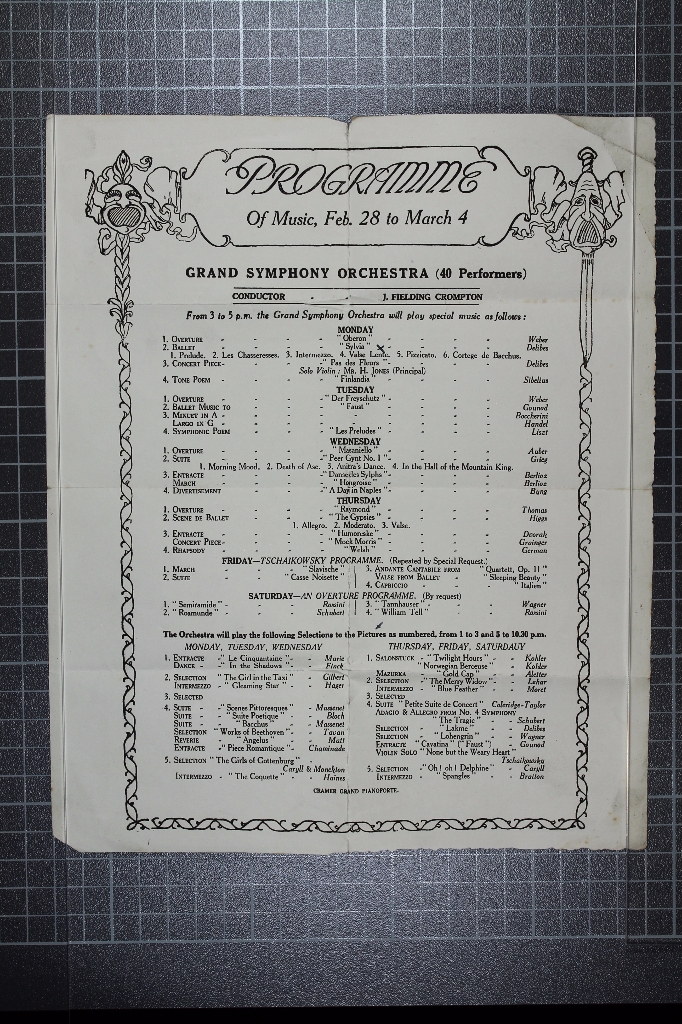 PROGRAMME
Of Music, Feb. 28 to March 4
GRAND SYMPHONY ORCHESTRA (40 Performers)
CONDUCTOR - - J. FIELDING CROMPTON
From 3 to 5 p.m. the Grand Symphony Orchestra will play special music as follows:
MONDAY
1. OVERTURE - "Oberon" - Weber
2. BALLET - "Sylvia" - Delibes
1. Prelude. 2. Les Chasseresses. 3. Intermezzo. 4. Valse Lente. 5. Pizzicato. 6. Cortege de Bacchus.
3. CONCERT PIECE - "Pas des Fleurs" - Delibes
Solo Violin: MR. H. JONES (Principal)
4. TONE POEM - "Finlandia" - Sibelius
TUESDAY
1. OVERTURE - "Der Freyschutz" - Weber
2. BALLET MUSIC TO - "Faust" - Gounod
3. MINUET IN A - Boccherini
LARGO IN G - Handel
4. SYMPHONIC POEM - "Les Preludes" - Liszt
WEDNESDAY
1. OVERTURE - "Masaniello" - Auber
2. SUITE - "Peer Gynt No. 1" - Grieg
1. Morning Mood. 2. Death of Ase. 3. Anitra's Dance. 4. In the Hall of the Mountain King.
3. ENTRACTE - "Danse des Sylphs" - Berlioz
MARCH - "Hongroise" - Berlioz
4. DIVERTISEMENT - "A Day in Naples" - Byng
THURSDAY
1. OVERTURE - "Raymond" - Thomas
2. SCENE DE BALLET - "The Gypsies" - Higgs
1. Allegro. 2. Moderato. 3. Valse.
3. ENTRACTE - "Humoreske" - Dvorak
CONCERT PIECE - "Mock Morris" - Grainger
4. RHAPSODY - "Welsh" - German
FRIDAY—TSCHAIKOWSKY PROGRAMME. (Repeated by Special Request.)
1. MARCH - "Slavische"
2. SUITE - "Casse Noisette"
3. ANDANTE CANTABILE FROM "Quartett, Op. 11"
VALSE FROM BALLET - "Sleeping Beauty"
4. CAPRICCIO - "Italien"
SATURDAY—AN OVERTURE PROGRAMME. (By request)
1. "Semiramide" - Rossini
2. "Rosamunde" - Schubert
3. "Tannhauser" - Wagner
4. "William Tell" - Rossini
The Orchestra will play the following Selections to the Pictures as numbered, from 1 to 3 and 5 to 10.30 p.m.
MONDAY, TUESDAY, WEDNESDAY
1. ENTRACTE - "Le Cinquantaine" - Marie
DANCE - "In the Shadows" - Finck
2. SELECTION "The Girl in the Taxi" - Gilbert
INTERMEZZO - "Gleaming Star" - Hager
3. SELECTED
4. SUITE - "Scenes Pittoresques" - Massenet
SUITE - "Suite Poetique" - Bloch
SUITE - "Bacchus" - Massenet
SELECTION "Works of Beethoven" - Tavan
REVERIE - "Angelus" - Matt
ENTRACTE - "Piece Romantique" - Chaminade
5. SELECTION "The Girls of Gottenburg" -
Caryll & Monckton
INTERMEZZO - "The Coquette" - Haines
THURSDAY, FRIDAY, SATURDAUY
1. SALONSTUCK - "Twilight Hours" - Kohler
"Norwegian Berceuse" - Kohler
MAZURKA - "Gold Cap" - Aletter
2. SELECTION - "The Merry Widow" - Lehar
INTERMEZZO - "Blue Feather" - Moret
3. SELECTED
4. SUITE "Petite Suite de Concert" Coleridge-Taylor
ADAGIO & ALLEGRO FROM NO. 4 SYMPHONY
"The Tragic" - Schubert
SELECTION - "Lakme" - Delibes
SELECTION - "Lohengrin" - Wagner
ENTRACTE "Cavatina" ("Faust") - Gounod
VIOLIN SOLO "None but the Weary Heart"
Tschaikowsky
5. SELECTION - "Oh! oh! Delphine" - Caryll
INTERMEZZO - "Spangles" - Bratton
CRAMER GRAND PIANOFORTE.